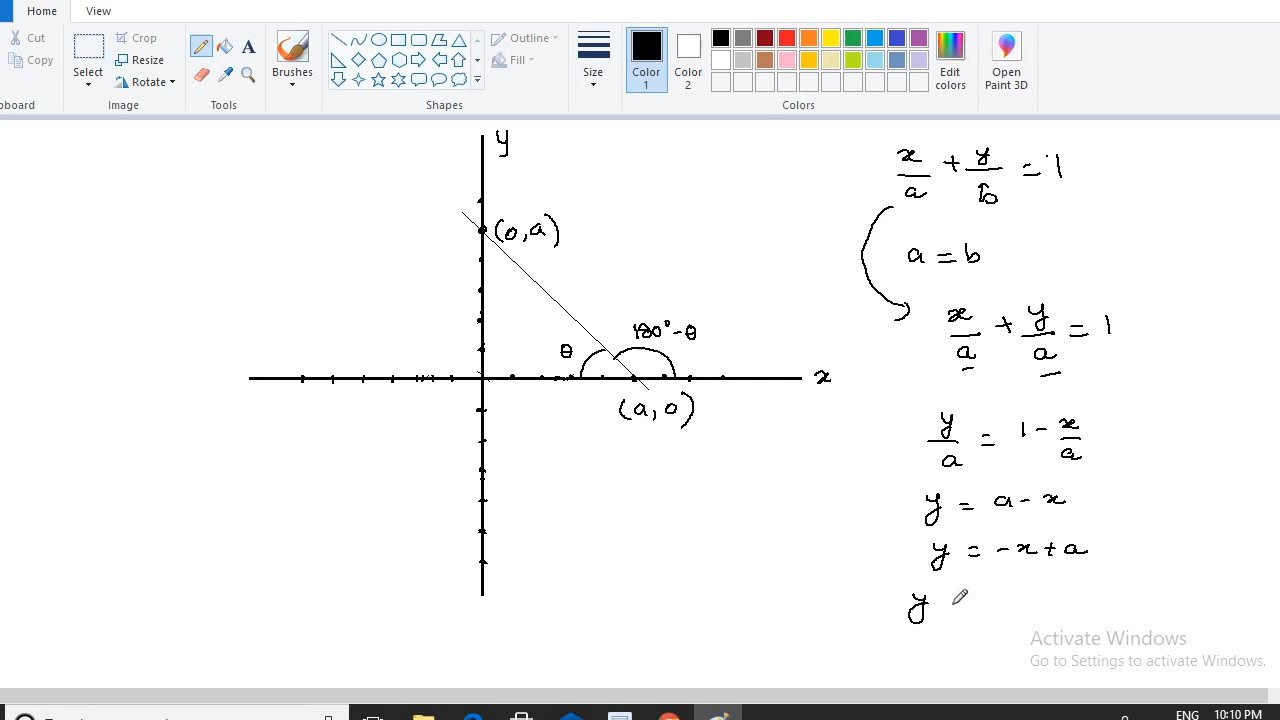 Home View
Cut
Copy
Select
Crop
Resize
Rotate
A
Brushes
Outline
Fill
Size
Color 1
Color 2
Edit colors
Open Paint 3D
board
Image
Tools
Shapes
Colors
y
(0,a)
θ
180°-θ
x
(a,0)
x/a + y/b = 1
a = b
x/a + y/a = 1
y/a = 1 - x/a
y = a - x
y = -x+a
y
Activate Windows
Go to Settings to activate Windows.
ENG
10:10 PM